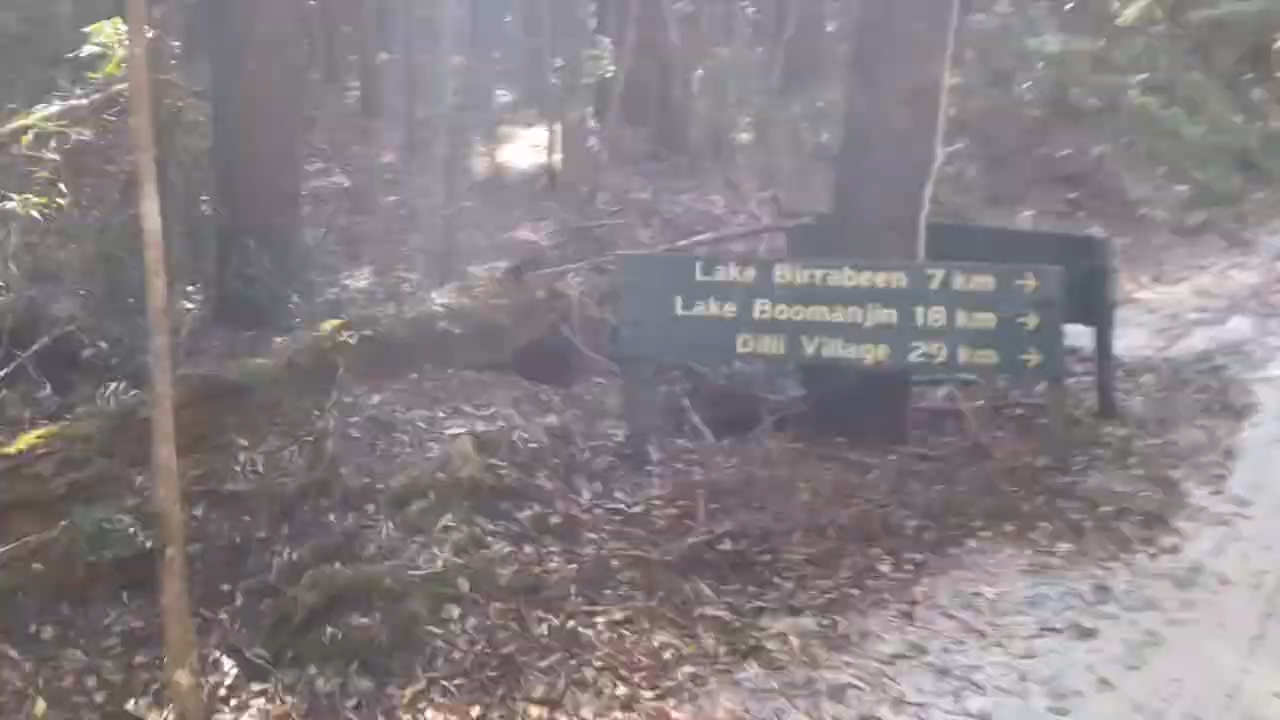 Lake Birrabeen 7 km →
Lake Boomanjin 18 km →
Dilli Village 29 km →